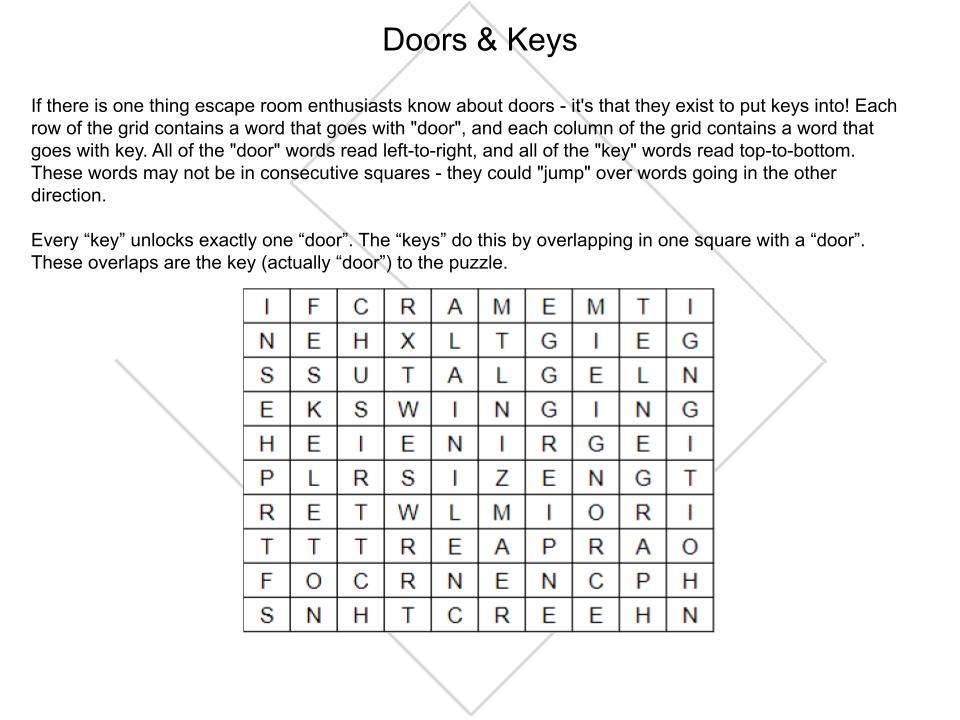 Doors & Keys
If there is one thing escape room enthusiasts know about doors - it's that they exist to put keys into! Each
row of the grid contains a word that goes with "door", and each column of the grid contains a word that
goes with key. All of the "door" words read left-to-right, and all of the "key" words read top-to-bottom.
These words may not be in consecutive squares - they could "jump" over words going in the other
direction.
Every “key” unlocks exactly one “door”. The “keys” do this by overlapping in one square with a “door”.
These overlaps are the key (actually “door”) to the puzzle.
I F C R A M E M T I
N E H X L T G I E G
S S U T A L G E L N
E K S W I N G I N G
H E I E N I R G E I
P L R S I Z E N G T
R E T W L M I O R I
T T T R E A P R A O
F O C R N E N C P H
S N H T C R E E H N